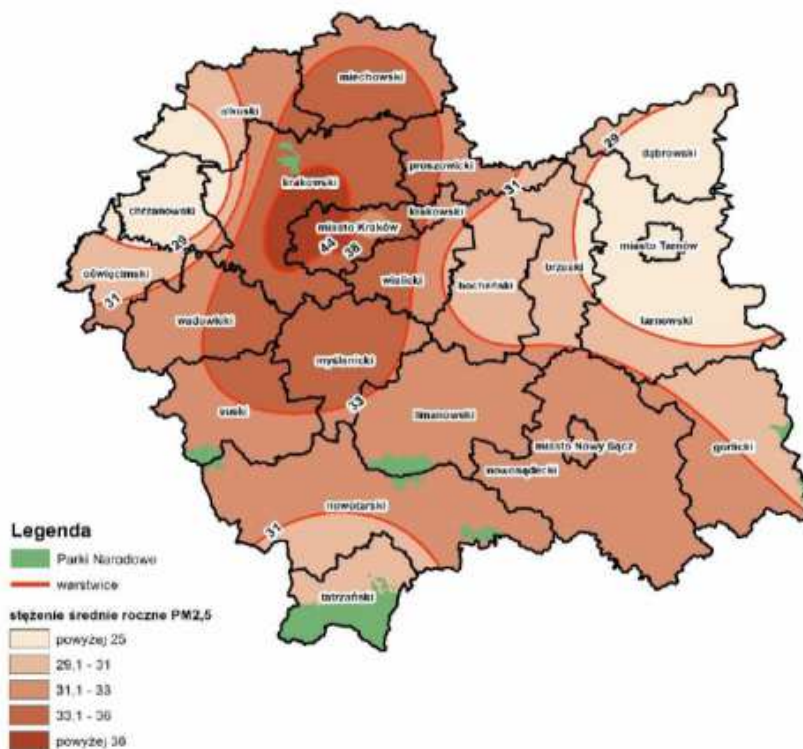 miechowski
olkuski
29
dąbrowski
proszowicki
krakowski
31
chrzanowski
krakowski
miasto Kraków
44
38
miasto Tarnów
29
oświęcimski
wielicki
bocheński
brzeski
31
wadowicki
tarnowski
myślenicki
33
suski
limanowski
miasto Nowy Sącz
gorlicki
nowosądecki
nowotarski
31
tatrzański
Legenda
Parki Narodowe
warstwice
stężenie średnie roczne PM2,5
powyżej 25
29,1 - 31
31,1 - 33
33,1 - 36
powyżej 36